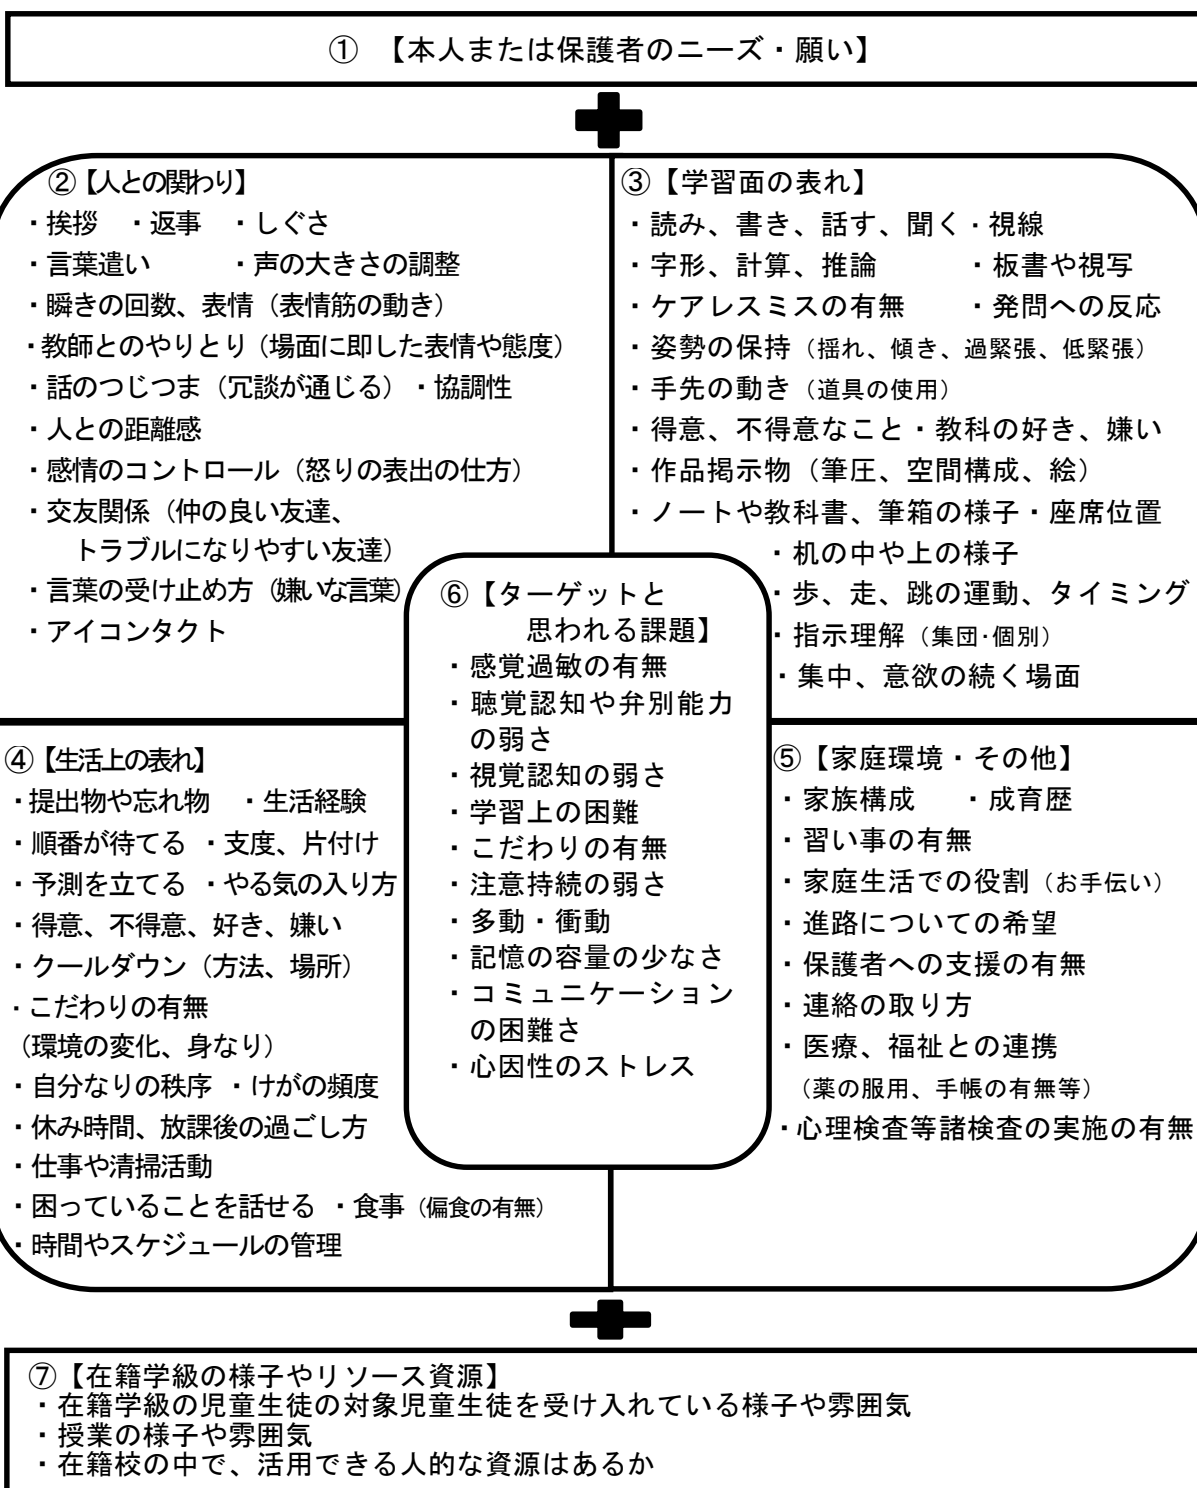 ① 【本人または保護者のニーズ・願い】
②【人との関わり】
・挨拶　・返事　・しぐさ
・言葉遣い　　・声の大きさの調整
・瞬きの回数、表情（表情筋の動き）
・教師とのやりとり（場面に即した表情や態度）
・話のつじつま（冗談が通じる）・協調性
・人との距離感
・感情のコントロール（怒りの表出の仕方）
・交友関係（仲の良い友達、
トラブルになりやすい友達）
・言葉の受け止め方（嫌いな言葉）
・アイコンタクト
③【学習面の表れ】
・読み、書き、話す、聞く・視線
・字形、計算、推論　　・板書や視写
・ケアレスミスの有無　　・発問への反応
・姿勢の保持（揺れ、傾き、過緊張、低緊張）
・手先の動き（道具の使用）
・得意、不得意なこと・教科の好き、嫌い
・作品掲示物（筆圧、空間構成、絵）
・ノートや教科書、筆箱の様子・座席位置
・机の中や上の様子
・歩、走、跳の運動、タイミング
・指示理解（集団・個別）
・集中、意欲の続く場面
⑥【ターゲットと
思われる課題】
・感覚過敏の有無
・聴覚認知や弁別能力
の弱さ
・視覚認知の弱さ
・学習上の困難
・こだわりの有無
・注意持続の弱さ
・多動・衝動
・記憶の容量の少なさ
・コミュニケーション
の困難さ
・心因性のストレス
④【生活上の表れ】
・提出物や忘れ物　・生活経験
・順番が待てる　・支度、片付け
・予測を立てる　・やる気の入り方
・得意、不得意、好き、嫌い
・クールダウン（方法、場所）
・こだわりの有無
（環境の変化、身なり）
・自分なりの秩序　・けがの頻度
・休み時間、放課後の過ごし方
・仕事や清掃活動
・困っていることを話せる　・食事（偏食の有無）
・時間やスケジュールの管理
⑤【家庭環境・その他】
・家族構成　　・成育歴
・習い事の有無
・家庭生活での役割（お手伝い）
・進路についての希望
・保護者への支援の有無
・連絡の取り方
・医療、福祉との連携
（薬の服用、手帳の有無等）
・心理検査等諸検査の実施の有無
⑦【在籍学級の様子やリソース資源】
・在籍学級の児童生徒の対象児童生徒を受け入れている様子や雰囲気
・授業の様子や雰囲気
・在籍校の中で、活用できる人的な資源はあるか